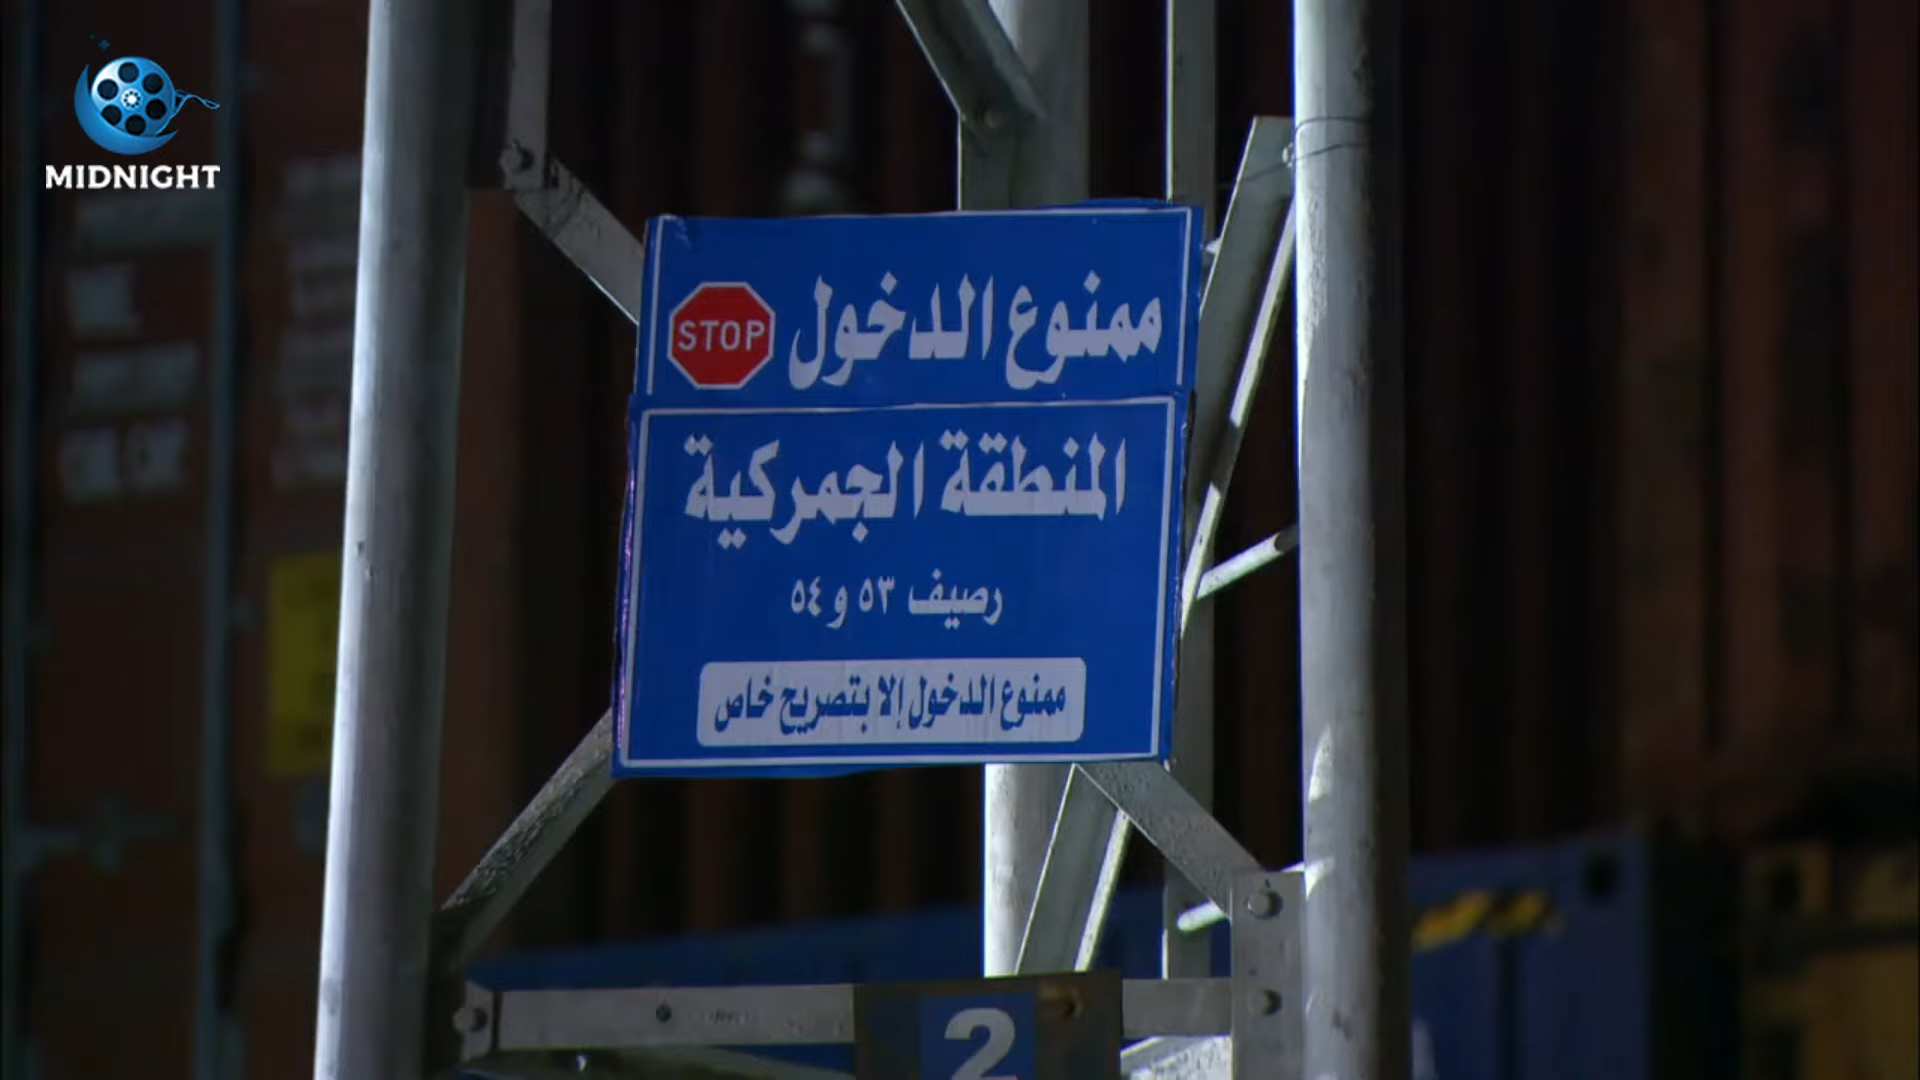 MIDNIGHT
ممنوع الدخول
STOP
المنطقة الجمركية
رصيف ٥٣ و ٥٤
ممنوع الدخول إلا بتصريح خاص
2